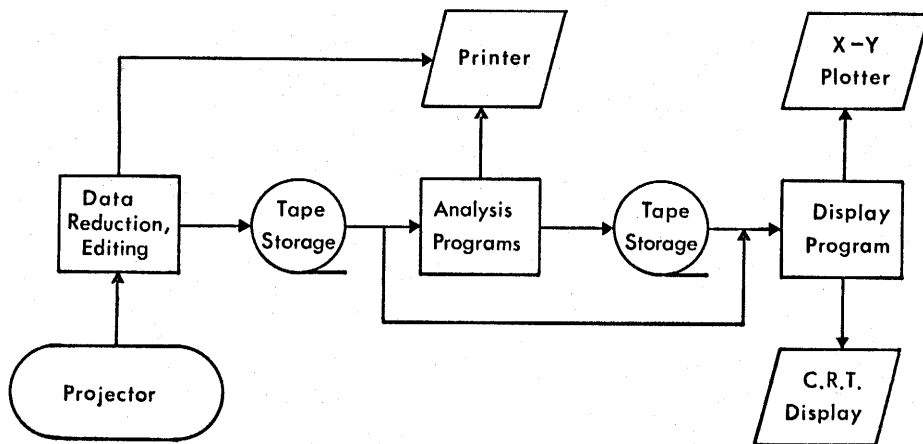 Printer
X-Y
Plotter
Data
Reduction,
Editing
Tape
Storage
Analysis
Programs
Tape
Storage
Display
Program
Projector
C.R.T.
Display